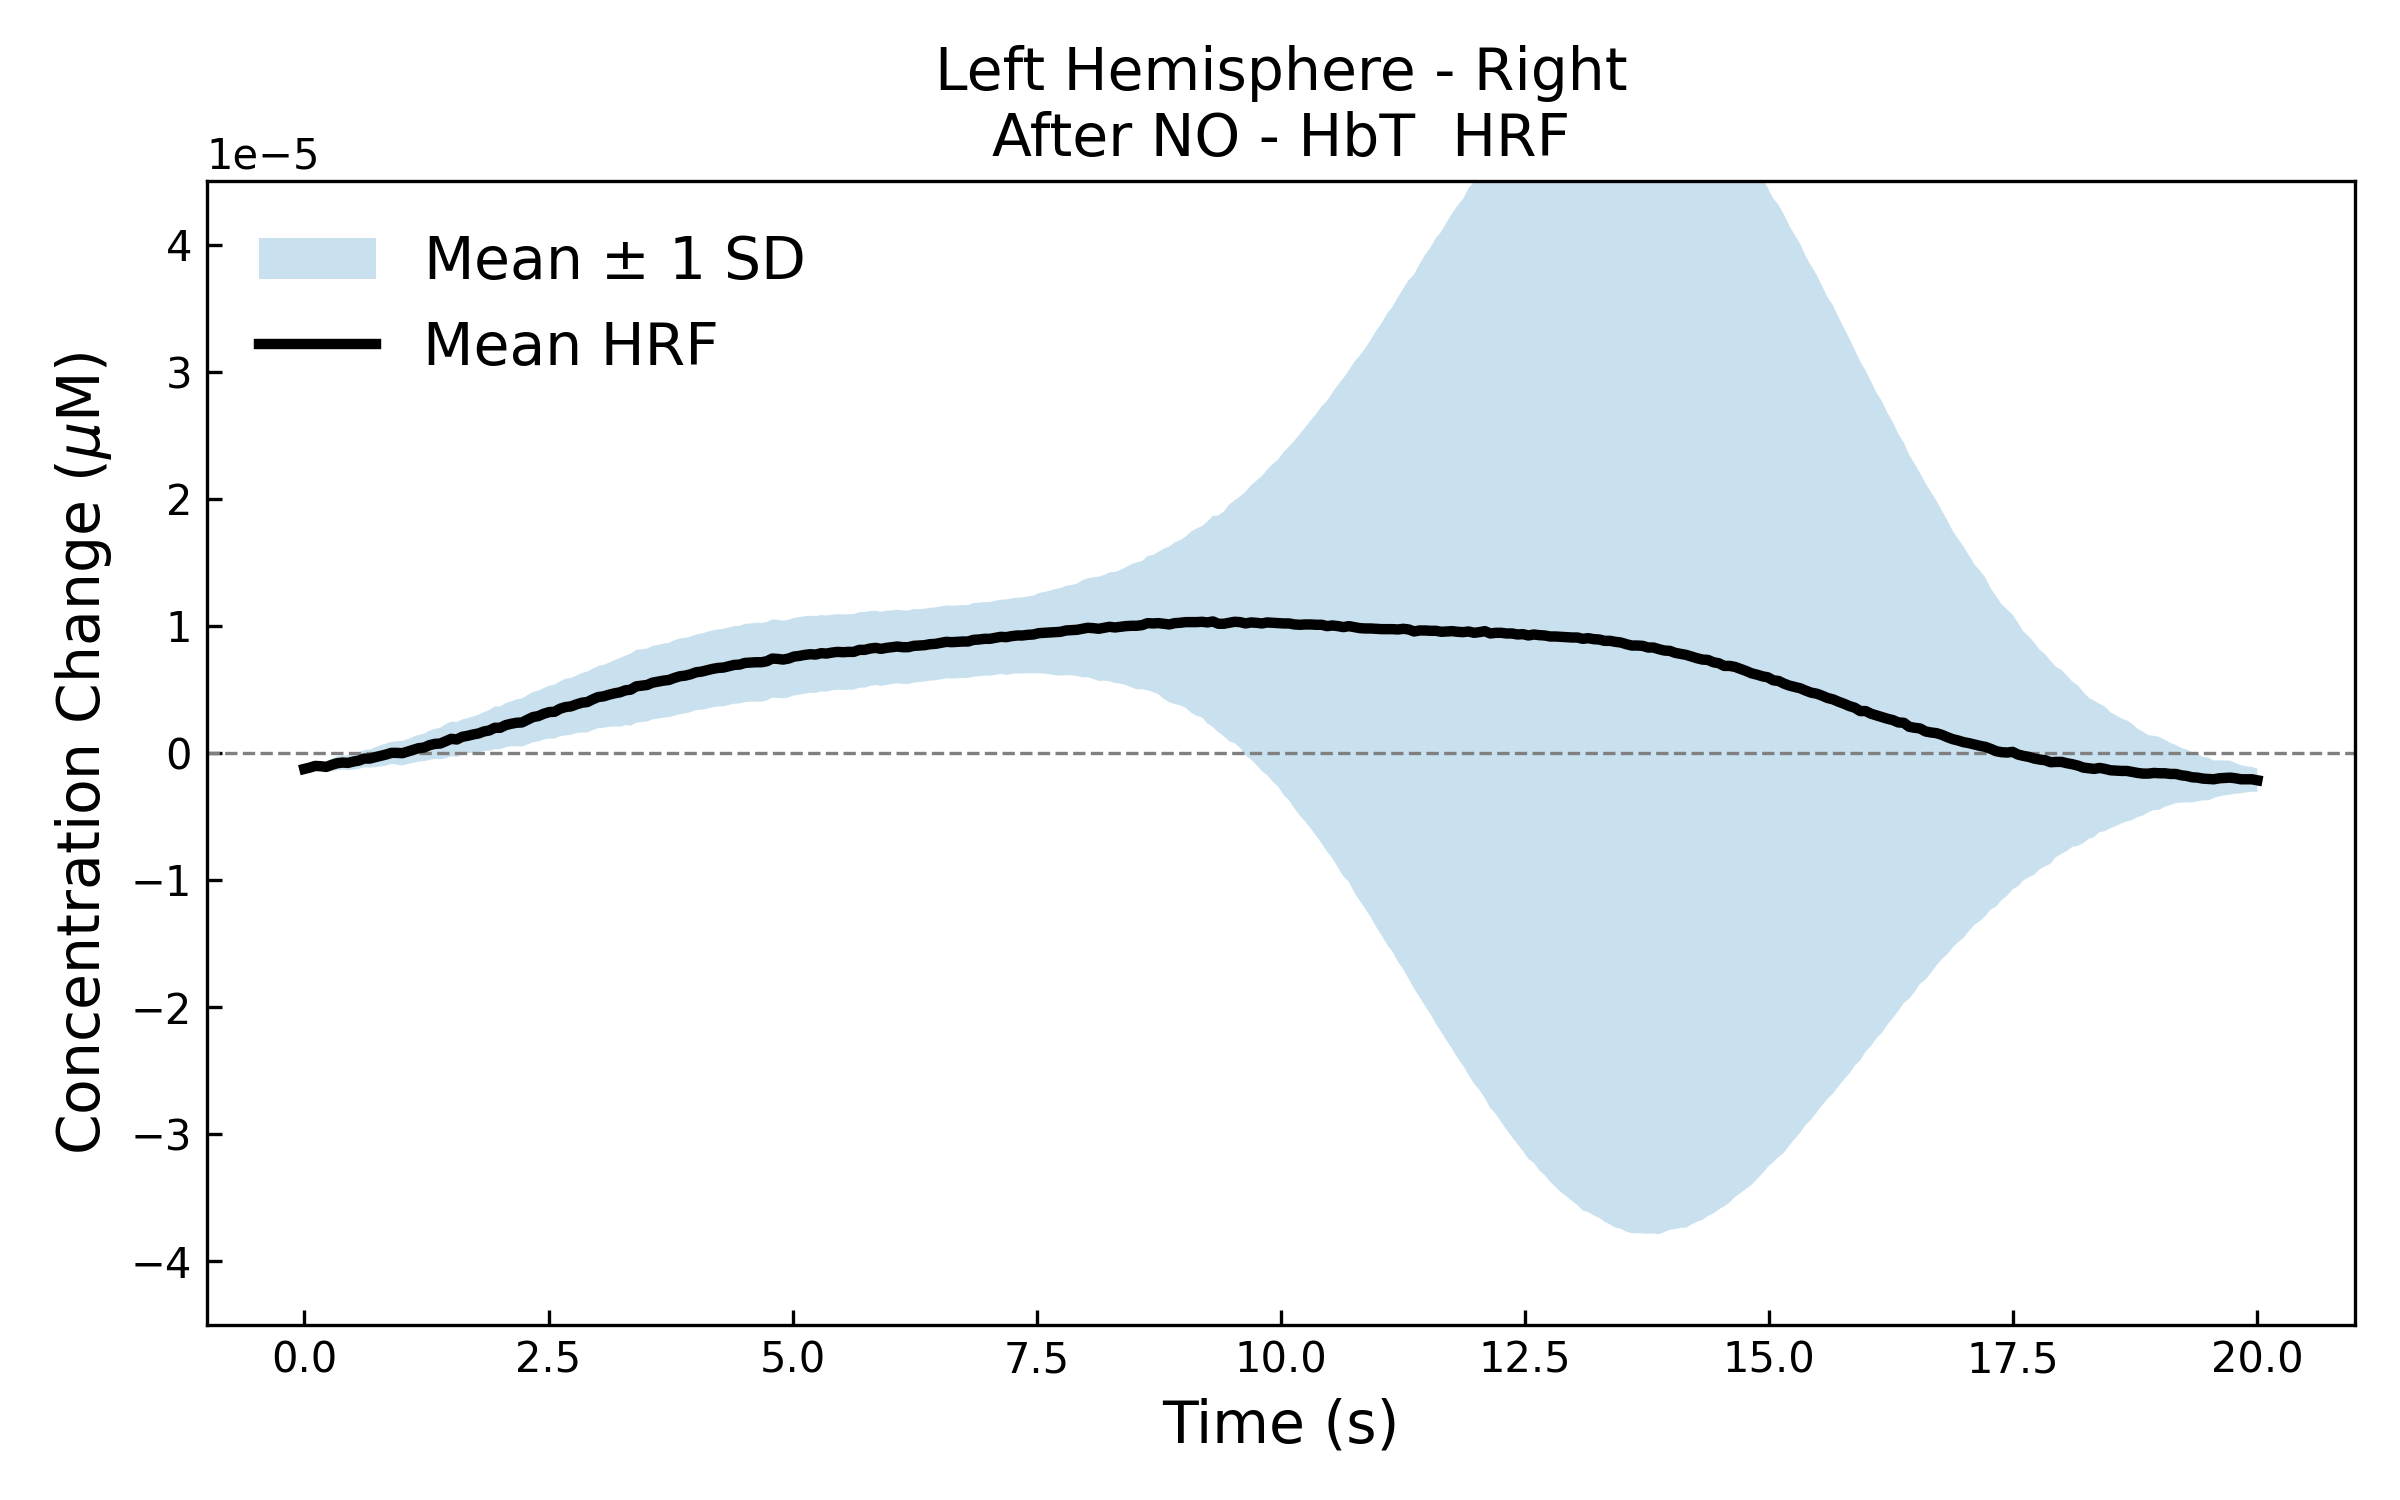 Left Hemisphere - Right
After NO - HbT  HRF
1e−5
Mean ± 1 SD
Mean HRF
Concentration Change (μM)
4
3
2
1
0
−1
−2
−3
−4
0.0 2.5 5.0 7.5 10.0 12.5 15.0 17.5 20.0
Time (s)